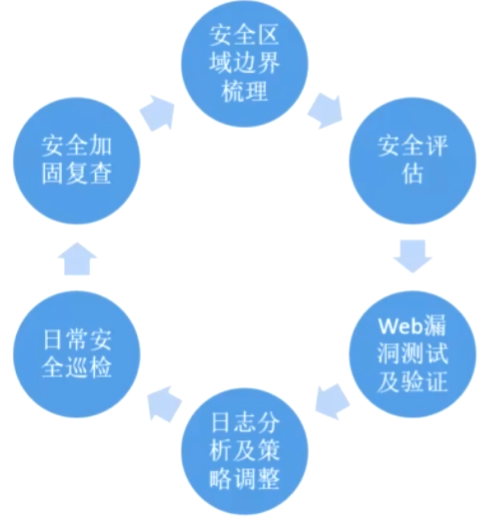 安全区
域边界
梳理
安全评
估
Web漏
洞测试
及验证
日志分
析及策
略调整
日常安
全巡检
安全加
固复查